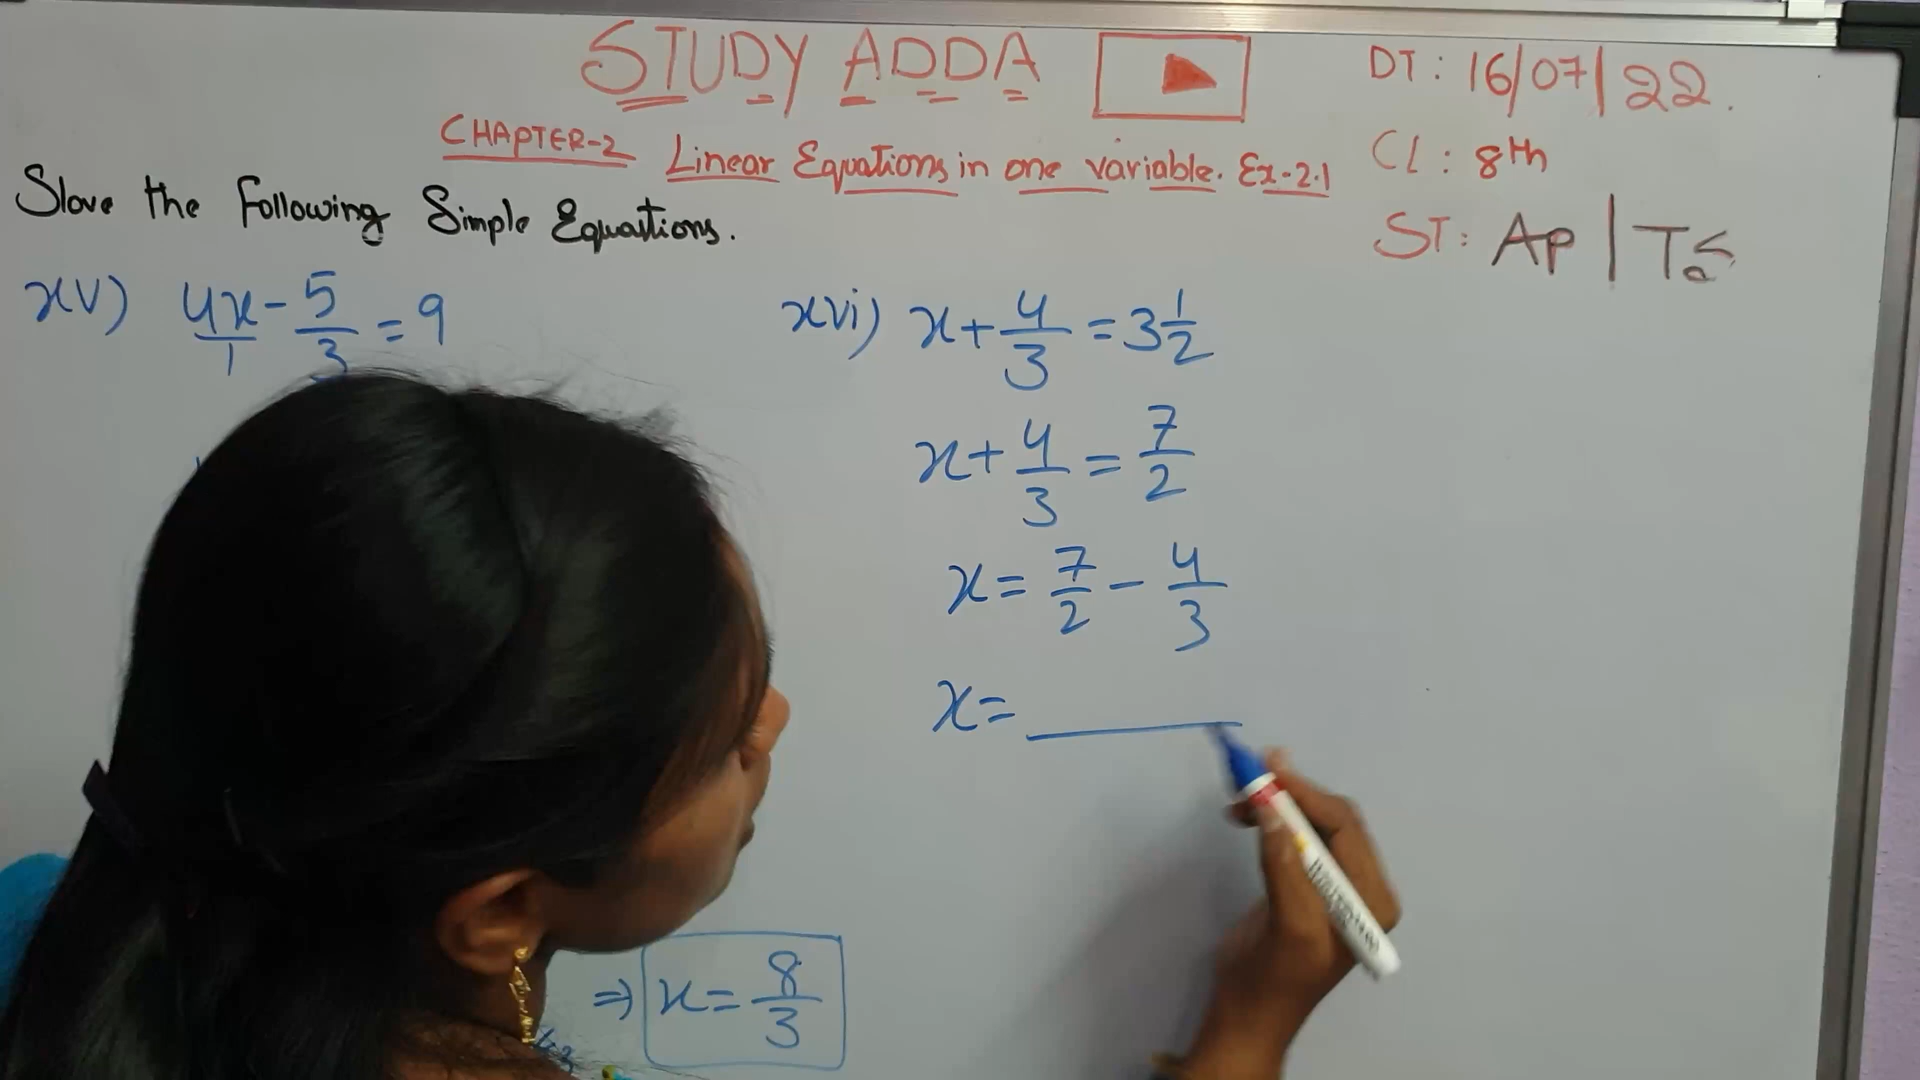 STUDY ADDA
DT: 16/07/22.
CHAPTER-2 Linear Equations in one variable. Ex-2.1
CL: 8th
Slove the Following Simple Equastions.
ST: AP | TS
xv) 4x/1 - 5/3 = 9
xvi) x + 4/3 = 3 1/2
x + 4/3 = 7/2
x = 7/2 - 4/3
x =
⇒ x = 8/3